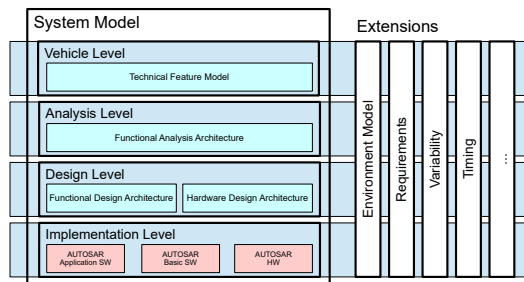 System Model
Extensions
Vehicle Level
Technical Feature Model
Analysis Level
Functional Analysis Architecture
Design Level
Functional Design Architecture
Hardware Design Architecture
Implementation Level
AUTOSAR
Application SW
AUTOSAR
Basic SW
AUTOSAR
HW
Environment Model
Requirements
Variability
Timing
...